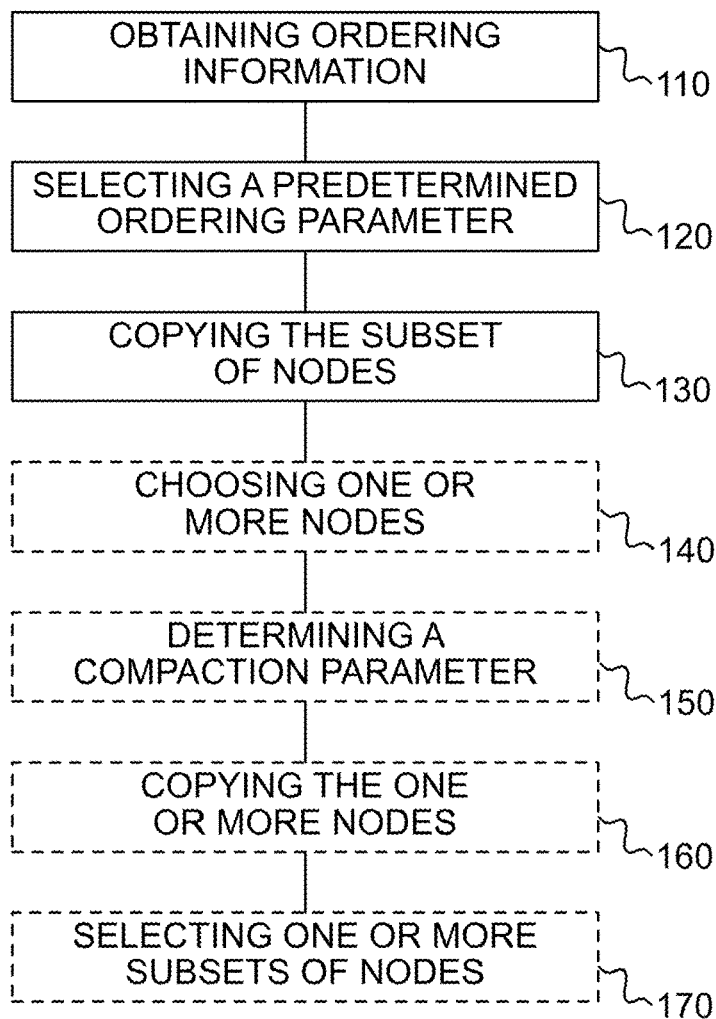 OBTAINING ORDERING
INFORMATION
110
SELECTING A PREDETERMINED
ORDERING PARAMETER
120
COPYING THE SUBSET
OF NODES
130
CHOOSING ONE OR
MORE NODES
140
DETERMINING A
COMPACTION PARAMETER
150
COPYING THE ONE
OR MORE NODES
160
SELECTING ONE OR MORE
SUBSETS OF NODES
170